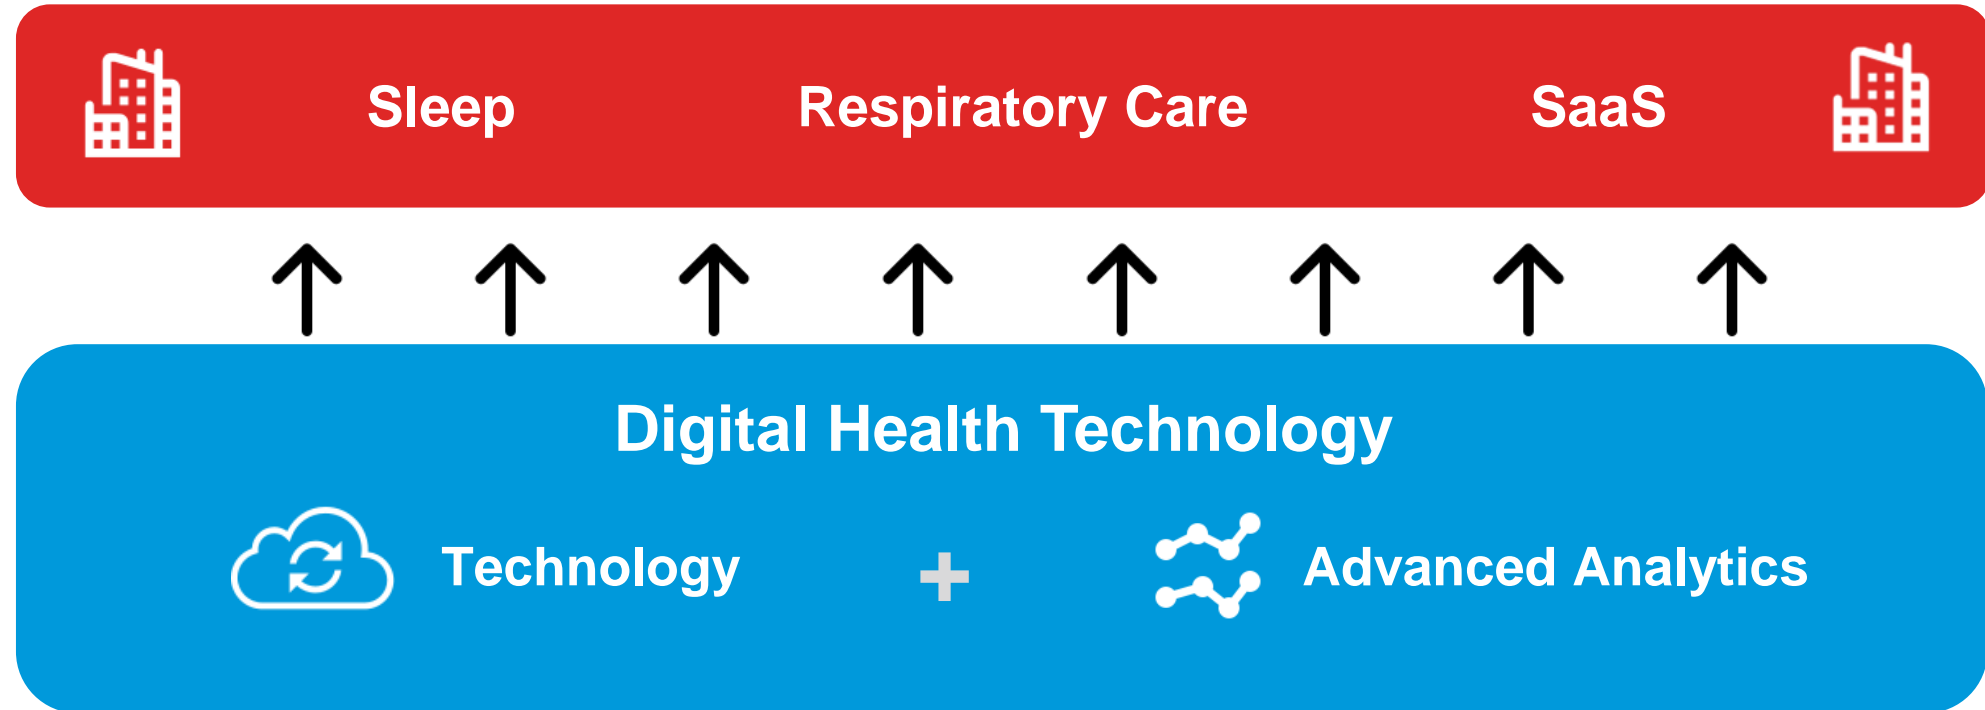 Sleep Respiratory Care SaaS
Digital Health Technology
Technology + Advanced Analytics